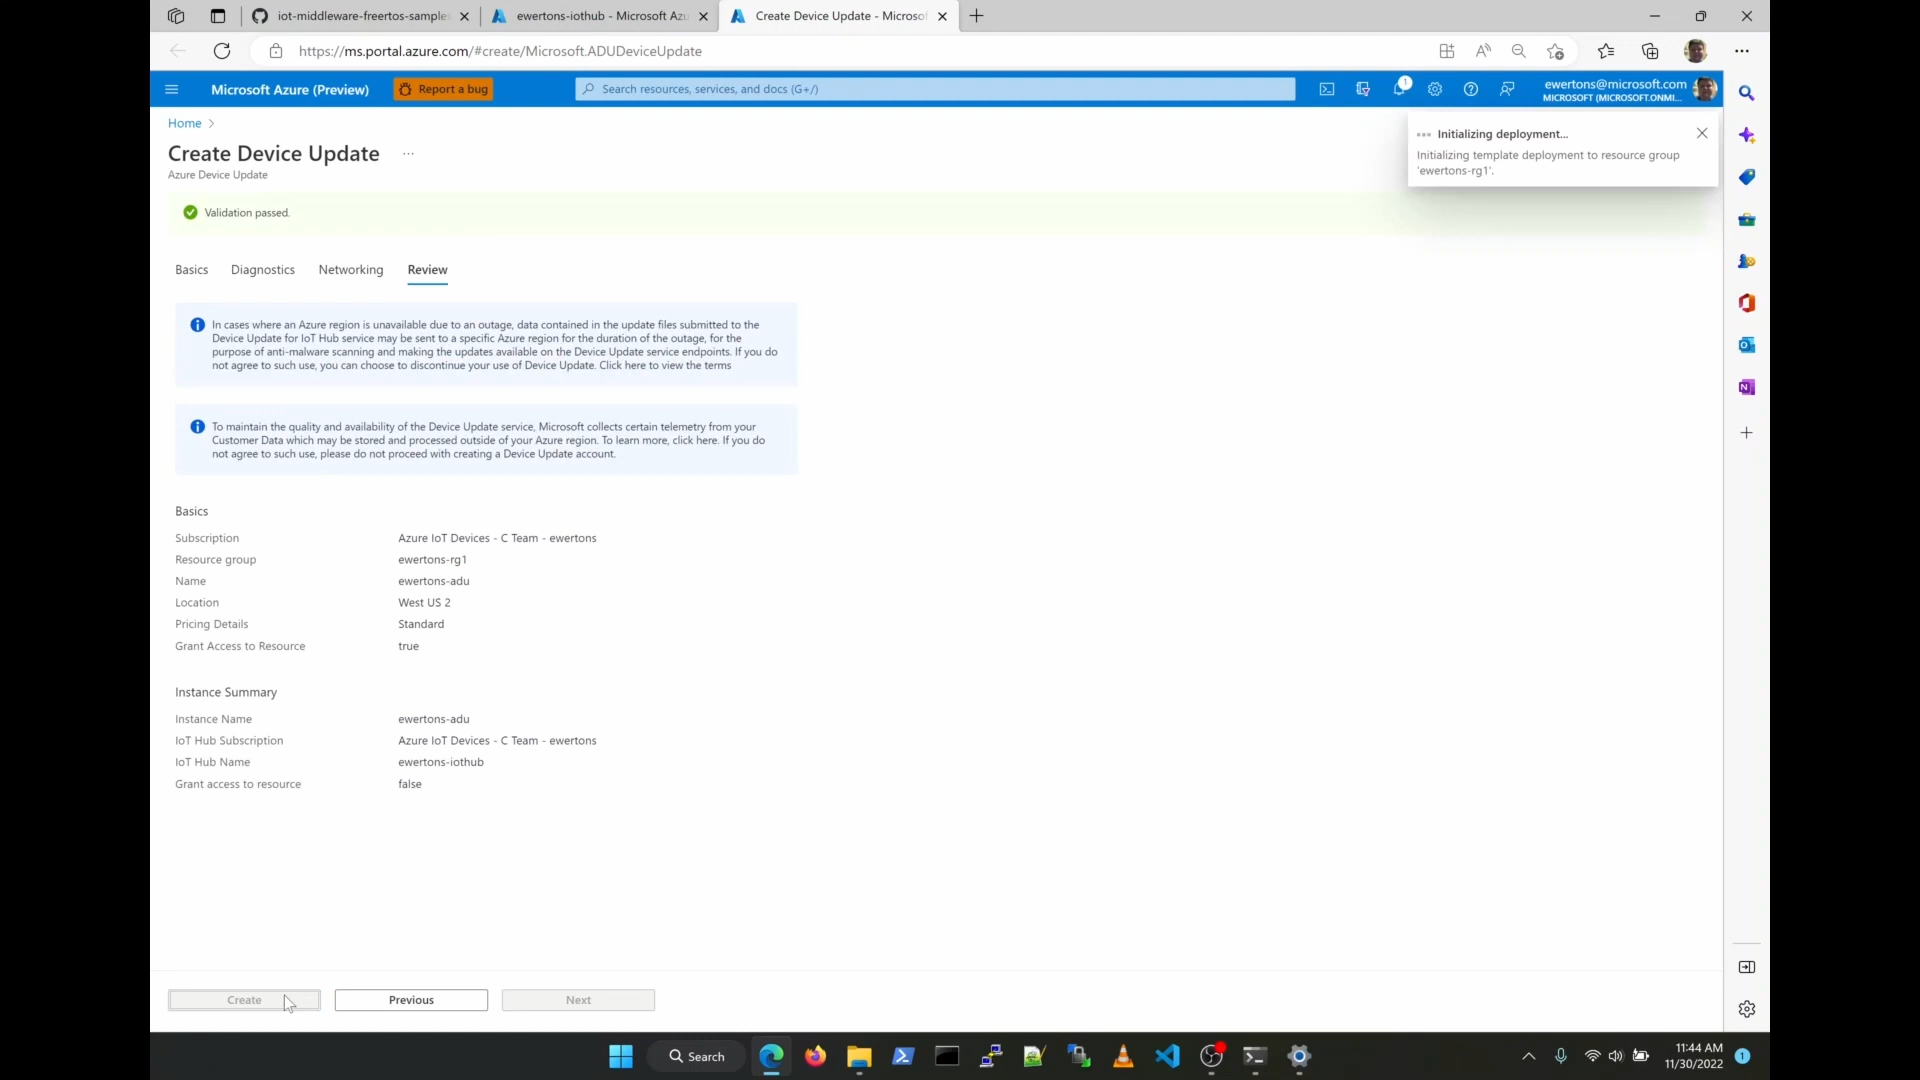 iot-middleware-freertos-samples
ewertons-iothub - Microsoft Azu
Create Device Update - Microsof
https://ms.portal.azure.com/#create/Microsoft.ADUDeviceUpdate
Microsoft Azure (Preview)
Report a bug
Search resources, services, and docs (G+/)
1
ewertons@microsoft.com
MICROSOFT (MICROSOFT.ONMI...
Home >
Create Device Update ...
Azure Device Update
Initializing deployment...
Initializing template deployment to resource group
'ewertons-rg1'.
Validation passed.
Basics Diagnostics Networking Review
In cases where an Azure region is unavailable due to an outage, data contained in the update files submitted to the
Device Update for IoT Hub service may be sent to a specific Azure region for the duration of the outage, for the
purpose of anti-malware scanning and making the updates available on the Device Update service endpoints. If you do
not agree to such use, you can choose to discontinue your use of Device Update. Click here to view the terms
To maintain the quality and availability of the Device Update service, Microsoft collects certain telemetry from your
Customer Data which may be stored and processed outside of your Azure region. To learn more, click here. If you do
not agree to such use, please do not proceed with creating a Device Update account.
Basics
Subscription Azure IoT Devices - C Team - ewertons
Resource group ewertons-rg1
Name ewertons-adu
Location West US 2
Pricing Details Standard
Grant Access to Resource true
Instance Summary
Instance Name ewertons-adu
IoT Hub Subscription Azure IoT Devices - C Team - ewertons
IoT Hub Name ewertons-iothub
Grant access to resource false
Create Previous Next
Search
11:44 AM
11/30/2022
1